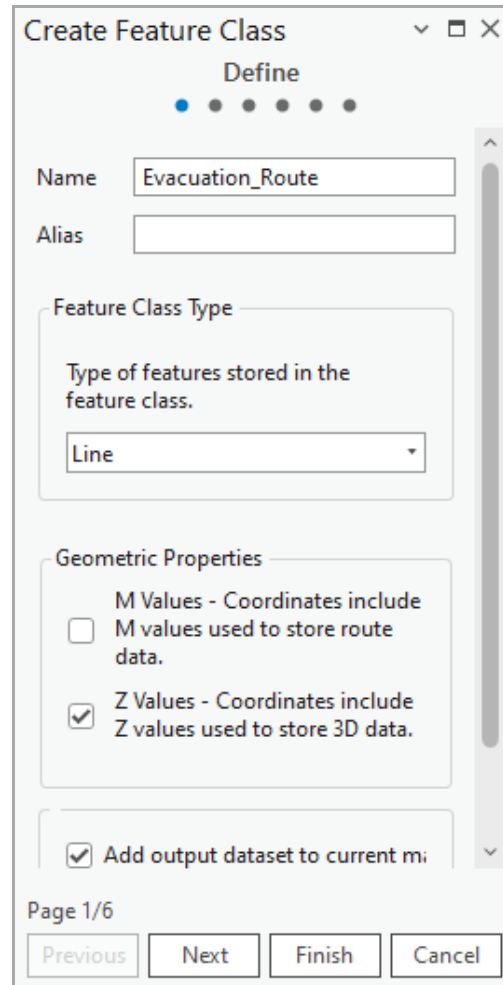 Create Feature Class
Define
Name Evacuation_Route
Alias
Feature Class Type
Type of features stored in the
feature class.
Line
Geometric Properties
M Values - Coordinates include
M values used to store route
data.
Z Values - Coordinates include
Z values used to store 3D data.
Add output dataset to current
Page 1/6
Previous Next Finish Cancel